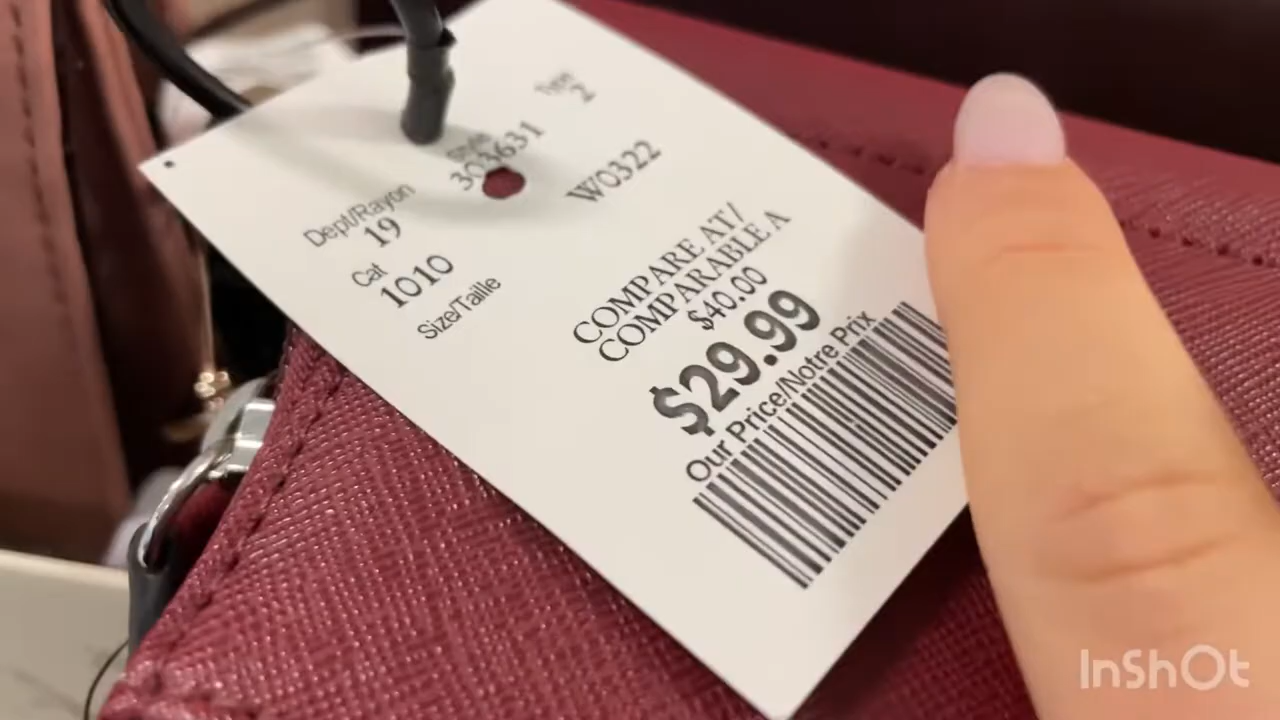 Dept/Rayon
19
Style
303631
Type
2
Cat
1010
W0322
Size/Taille
COMPARE AT/
COMPARABLE A
$40.00
$29.99
Our Price/Notre Prix
InShOt